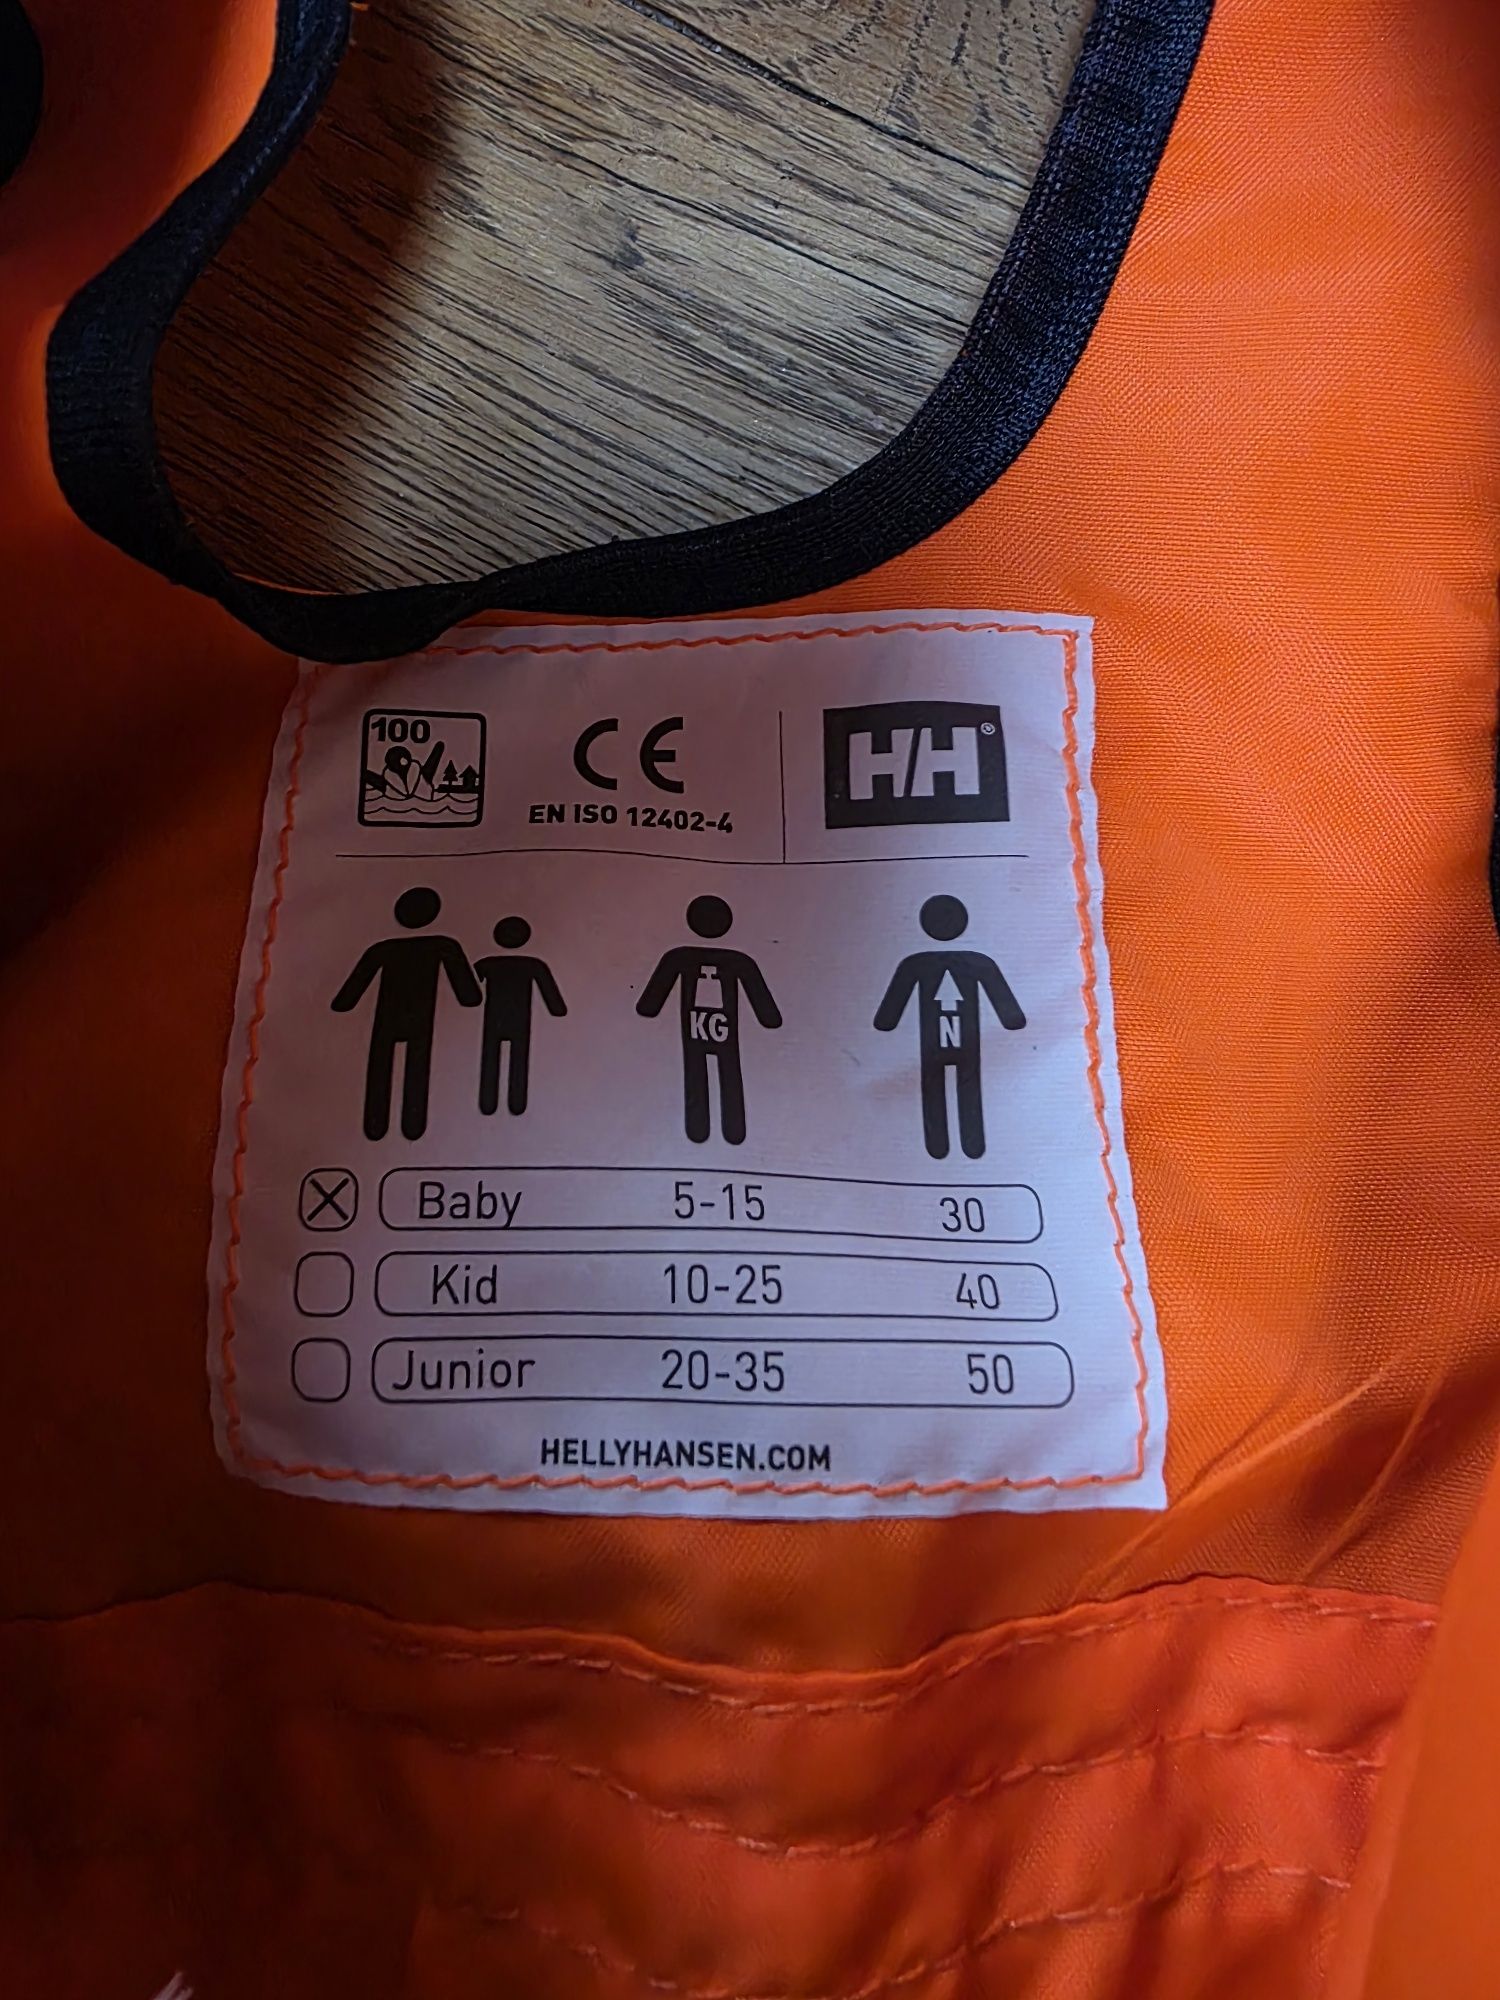 100
CE
EN ISO 12402-4
HH®
KG
N
Baby 5-15 30
Kid 10-25 40
Junior 20-35 50
HELLYHANSEN.COM